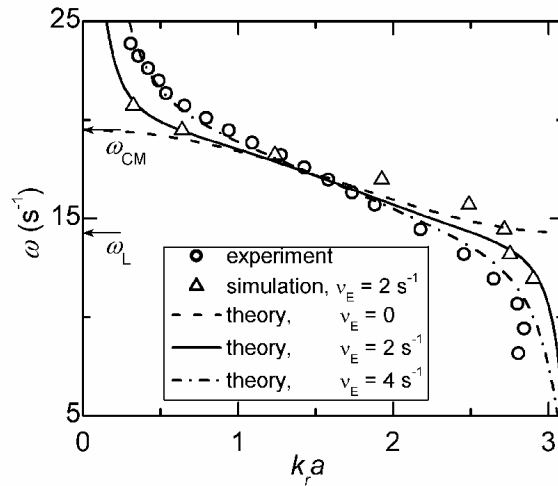 25
15
5
ω (s⁻¹)
ω_CM
ω_L
experiment
simulation, ν_E = 2 s⁻¹
theory, ν_E = 0
theory, ν_E = 2 s⁻¹
theory, ν_E = 4 s⁻¹
0 1 2 3
k_r a